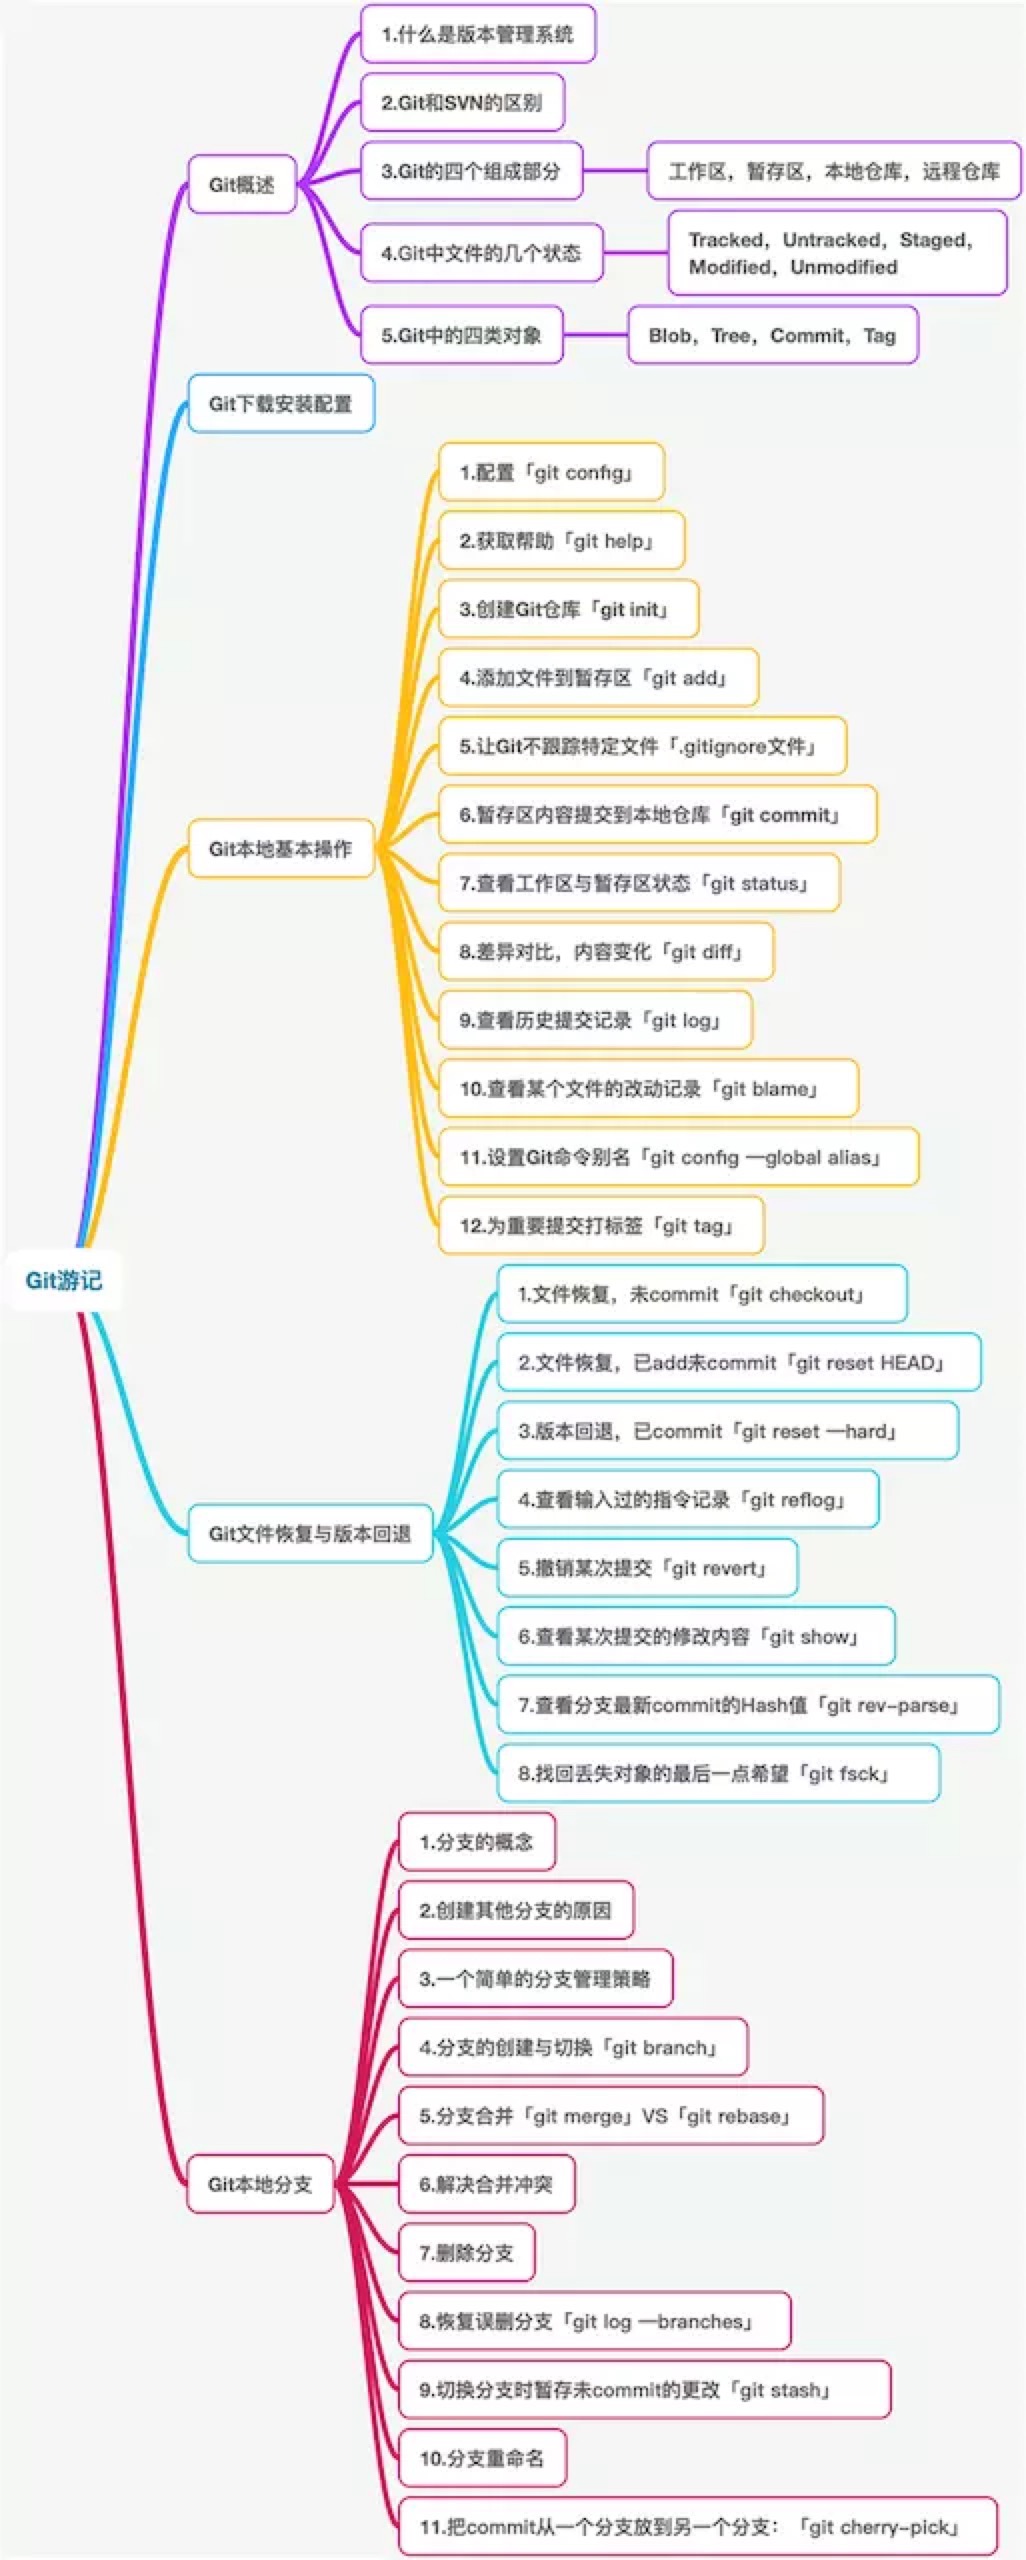 1.什么是版本管理系统
2.Git和SVN的区别
Git概述
3.Git的四个组成部分
工作区，暂存区，本地仓库，远程仓库
4.Git中文件的几个状态
Tracked，Untracked，Staged，
Modified，Unmodified
5.Git中的四类对象
Blob，Tree，Commit，Tag
Git下载安装配置
1.配置「git config」
2.获取帮助「git help」
3.创建Git仓库「git init」
4.添加文件到暂存区「git add」
5.让Git不跟踪特定文件「.gitignore文件」
6.暂存区内容提交到本地仓库「git commit」
Git本地基本操作
7.查看工作区与暂存区状态「git status」
8.差异对比，内容变化「git diff」
9.查看历史提交记录「git log」
10.查看某个文件的改动记录「git blame」
11.设置Git命令别名「git config —global alias」
12.为重要提交打标签「git tag」
Git游记
1.文件恢复，未commit「git checkout」
2.文件恢复，已add未commit「git reset HEAD」
3.版本回退，已commit「git reset —hard」
4.查看输入过的指令记录「git reflog」
Git文件恢复与版本回退
5.撤销某次提交「git revert」
6.查看某次提交的修改内容「git show」
7.查看分支最新commit的Hash值「git rev-parse」
8.找回丢失对象的最后一点希望「git fsck」
1.分支的概念
2.创建其他分支的原因
3.一个简单的分支管理策略
4.分支的创建与切换「git branch」
5.分支合并「git merge」VS「git rebase」
Git本地分支
6.解决合并冲突
7.删除分支
8.恢复误删分支「git log —branches」
9.切换分支时暂存未commit的更改「git stash」
10.分支重命名
11.把commit从一个分支放到另一个分支：「git cherry-pick」